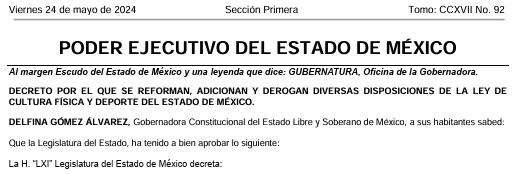 Viernes 24 de mayo de 2024 Sección Primera Tomo: CCXVII No. 92
PODER EJECUTIVO DEL ESTADO DE MÉXICO
Al margen Escudo del Estado de México y una leyenda que dice: GUBERNATURA, Oficina de la Gobernadora.
DECRETO POR EL QUE SE REFORMAN, ADICIONAN Y DEROGAN DIVERSAS DISPOSICIONES DE LA LEY DE
CULTURA FÍSICA Y DEPORTE DEL ESTADO DE MÉXICO.
DELFINA GÓMEZ ÁLVAREZ, Gobernadora Constitucional del Estado Libre y Soberano de México, a sus habitantes sabed:
Que la Legislatura del Estado, ha tenido a bien aprobar lo siguiente:
La H. “LXI” Legislatura del Estado de México decreta: